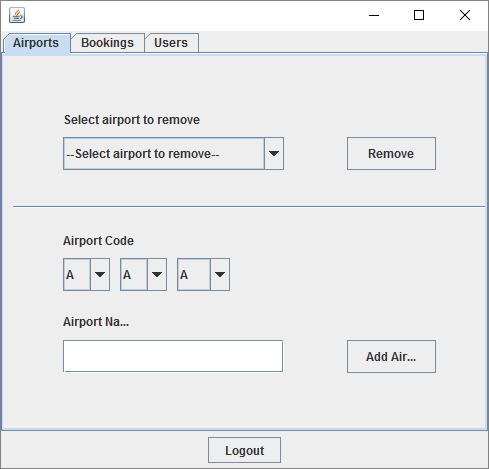 Airports Bookings Users
Select airport to remove
--Select airport to remove-- Remove
Airport Code
A A A
Airport Na...
Add Air...
Logout